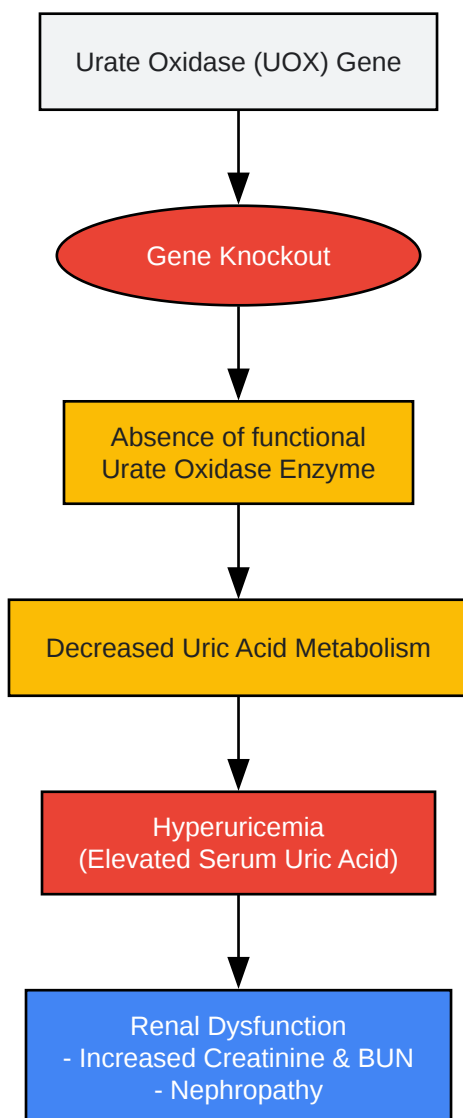 Urate Oxidase (UOX) Gene
Gene Knockout
Absence of functional
Urate Oxidase Enzyme
Decreased Uric Acid Metabolism
Hyperuricemia
(Elevated Serum Uric Acid)
Renal Dysfunction
- Increased Creatinine & BUN
- Nephropathy